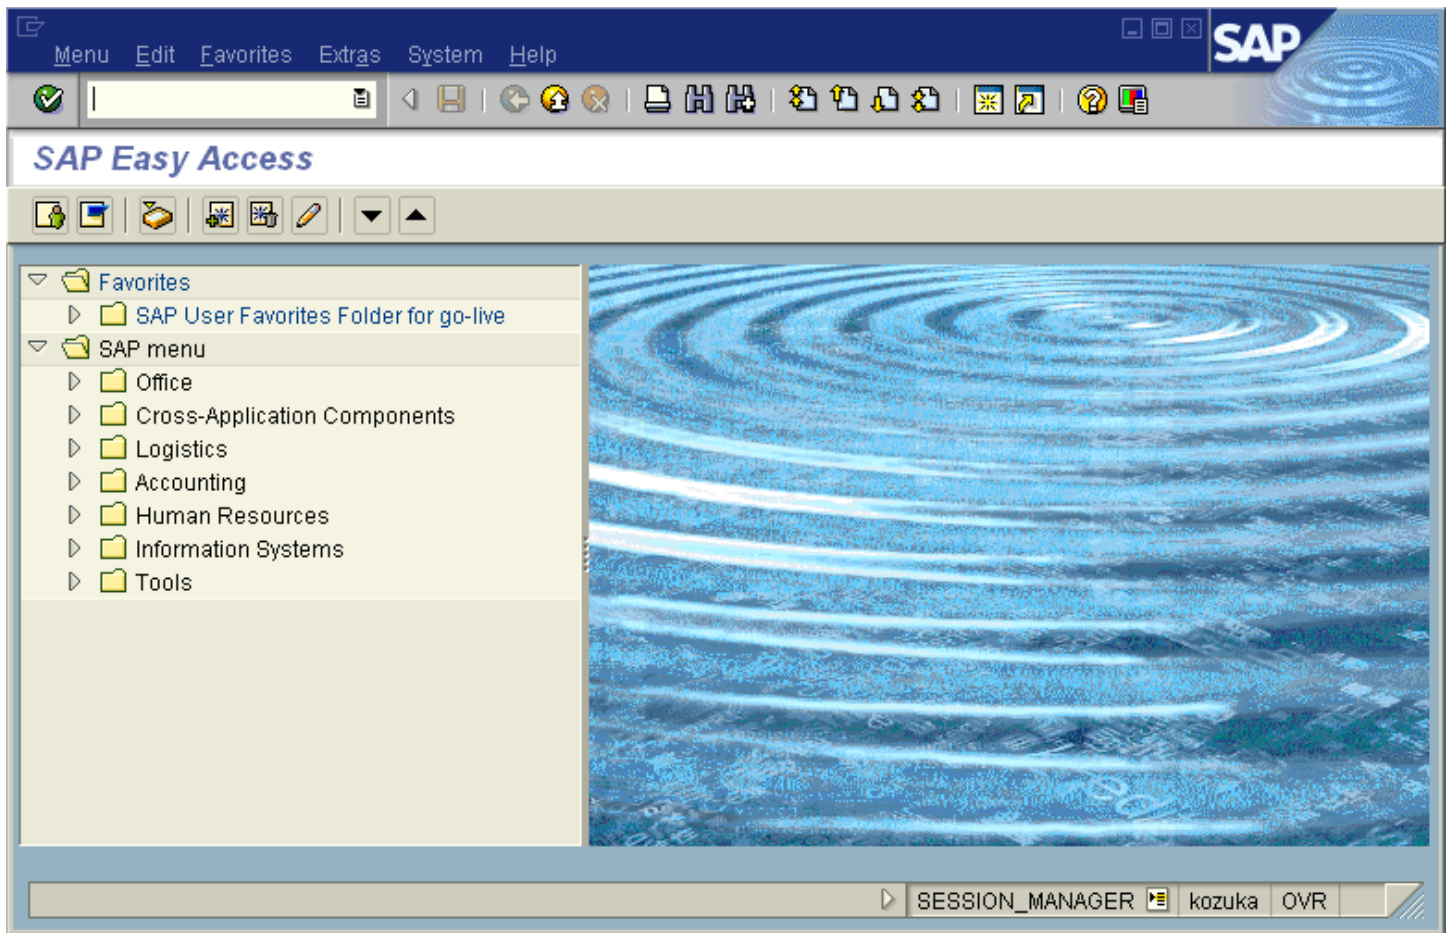 Menu Edit Favorites Extras System Help
SAP
SAP Easy Access
Favorites
SAP User Favorites Folder for go-live
SAP menu
Office
Cross-Application Components
Logistics
Accounting
Human Resources
Information Systems
Tools
SESSION_MANAGER kozuka OVR